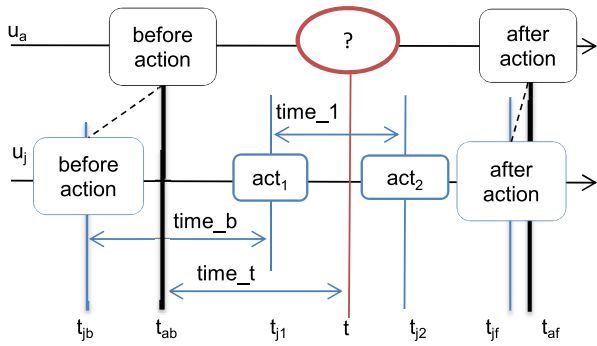 u_a
before
action
?
after
action
time_1
u_j
before
action
act_1
act_2
after
action
time_b
time_t
t_jb
t_ab
t_j1
t
t_j2
t_jf
t_af